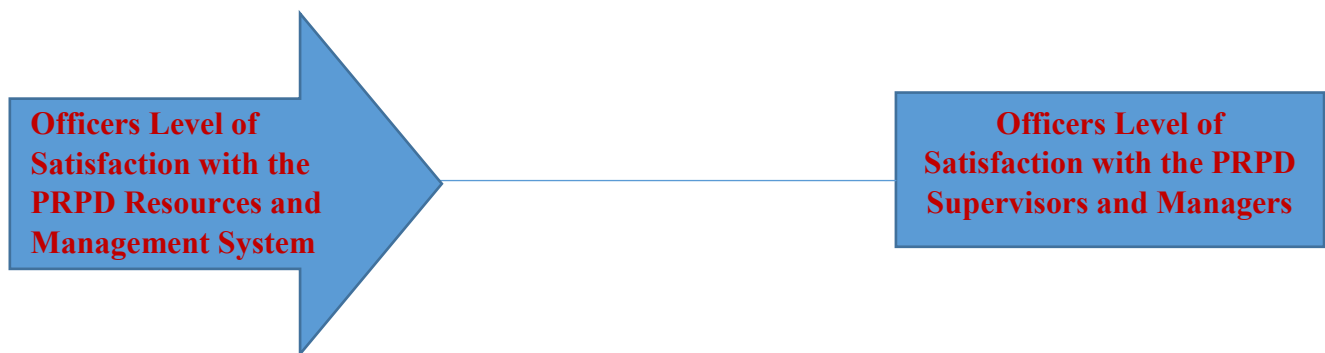 Officers Level of
Satisfaction with the
PRPD Resources and
Management System
Officers Level of
Satisfaction with the PRPD
Supervisors and Managers